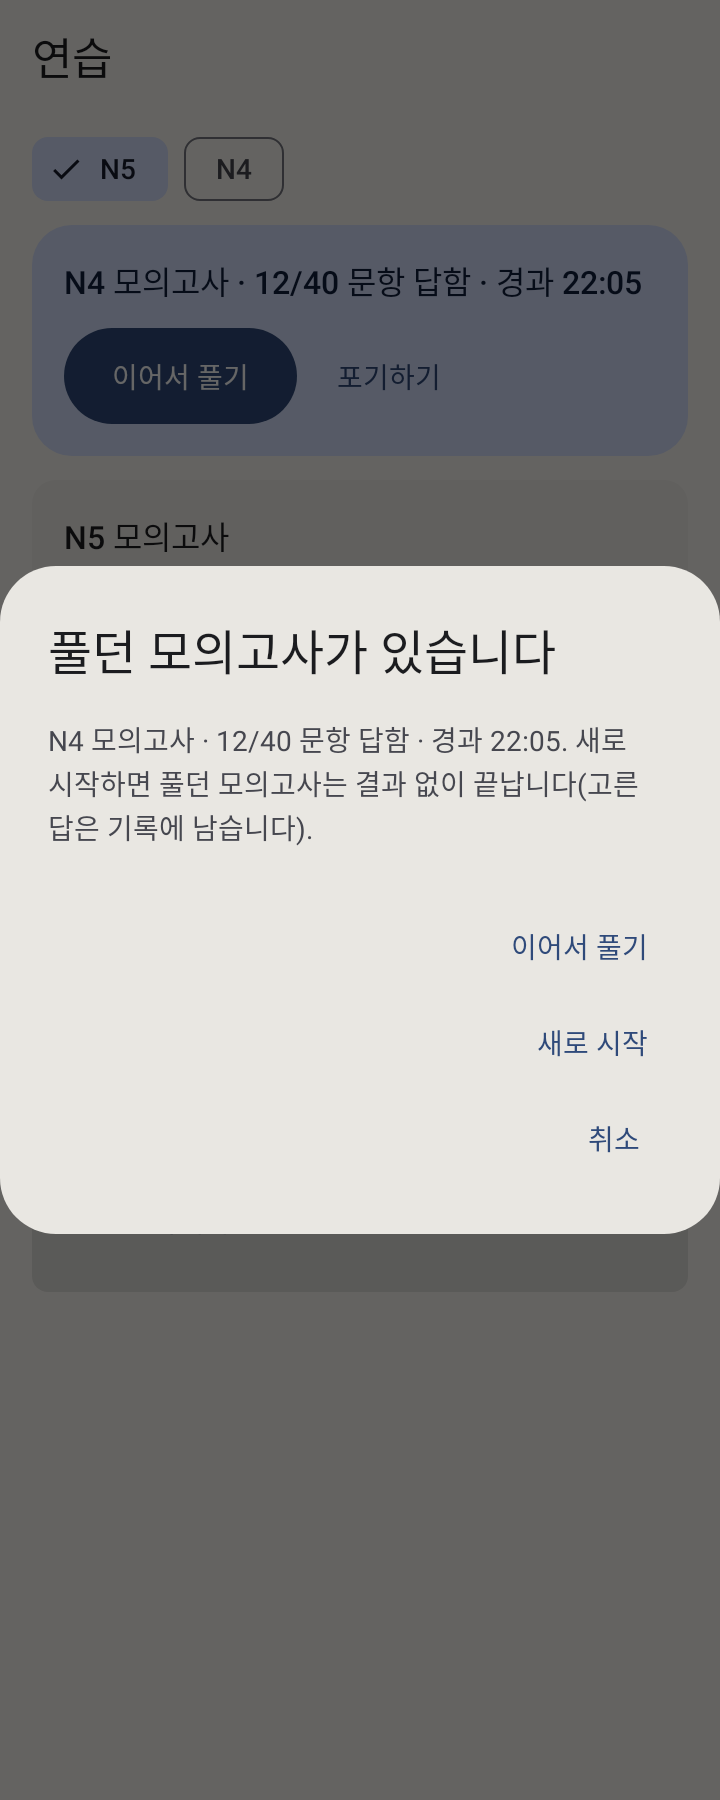 연습
N5
N4
N4 모의고사 · 12/40 문항 답함 · 경과 22:05
이어서 풀기
포기하기
N5 모의고사
풀던 모의고사가 있습니다
N4 모의고사 · 12/40 문항 답함 · 경과 22:05. 새로
시작하면 풀던 모의고사는 결과 없이 끝납니다(고른
답은 기록에 남습니다).
이어서 풀기
새로 시작
취소